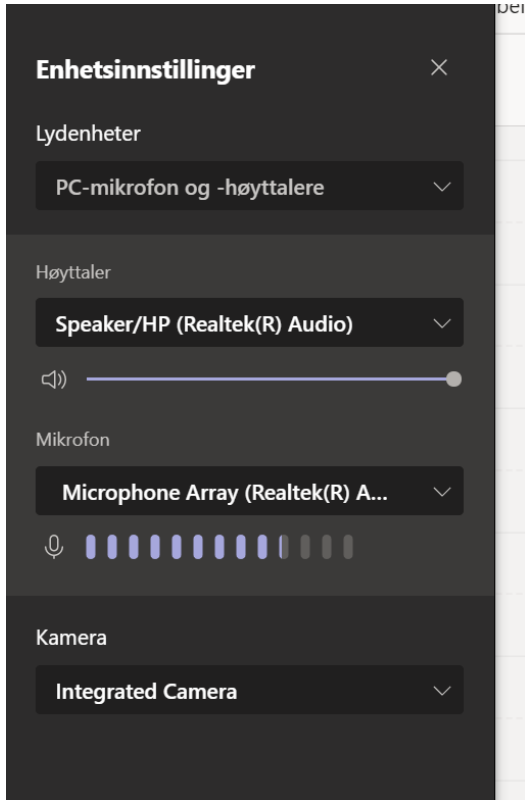 Enhetsinnstillinger
Lydenheter
PC-mikrofon og -høyttalere
Høyttaler
Speaker/HP (Realtek(R) Audio)
Mikrofon
Microphone Array (Realtek(R) A...
Kamera
Integrated Camera